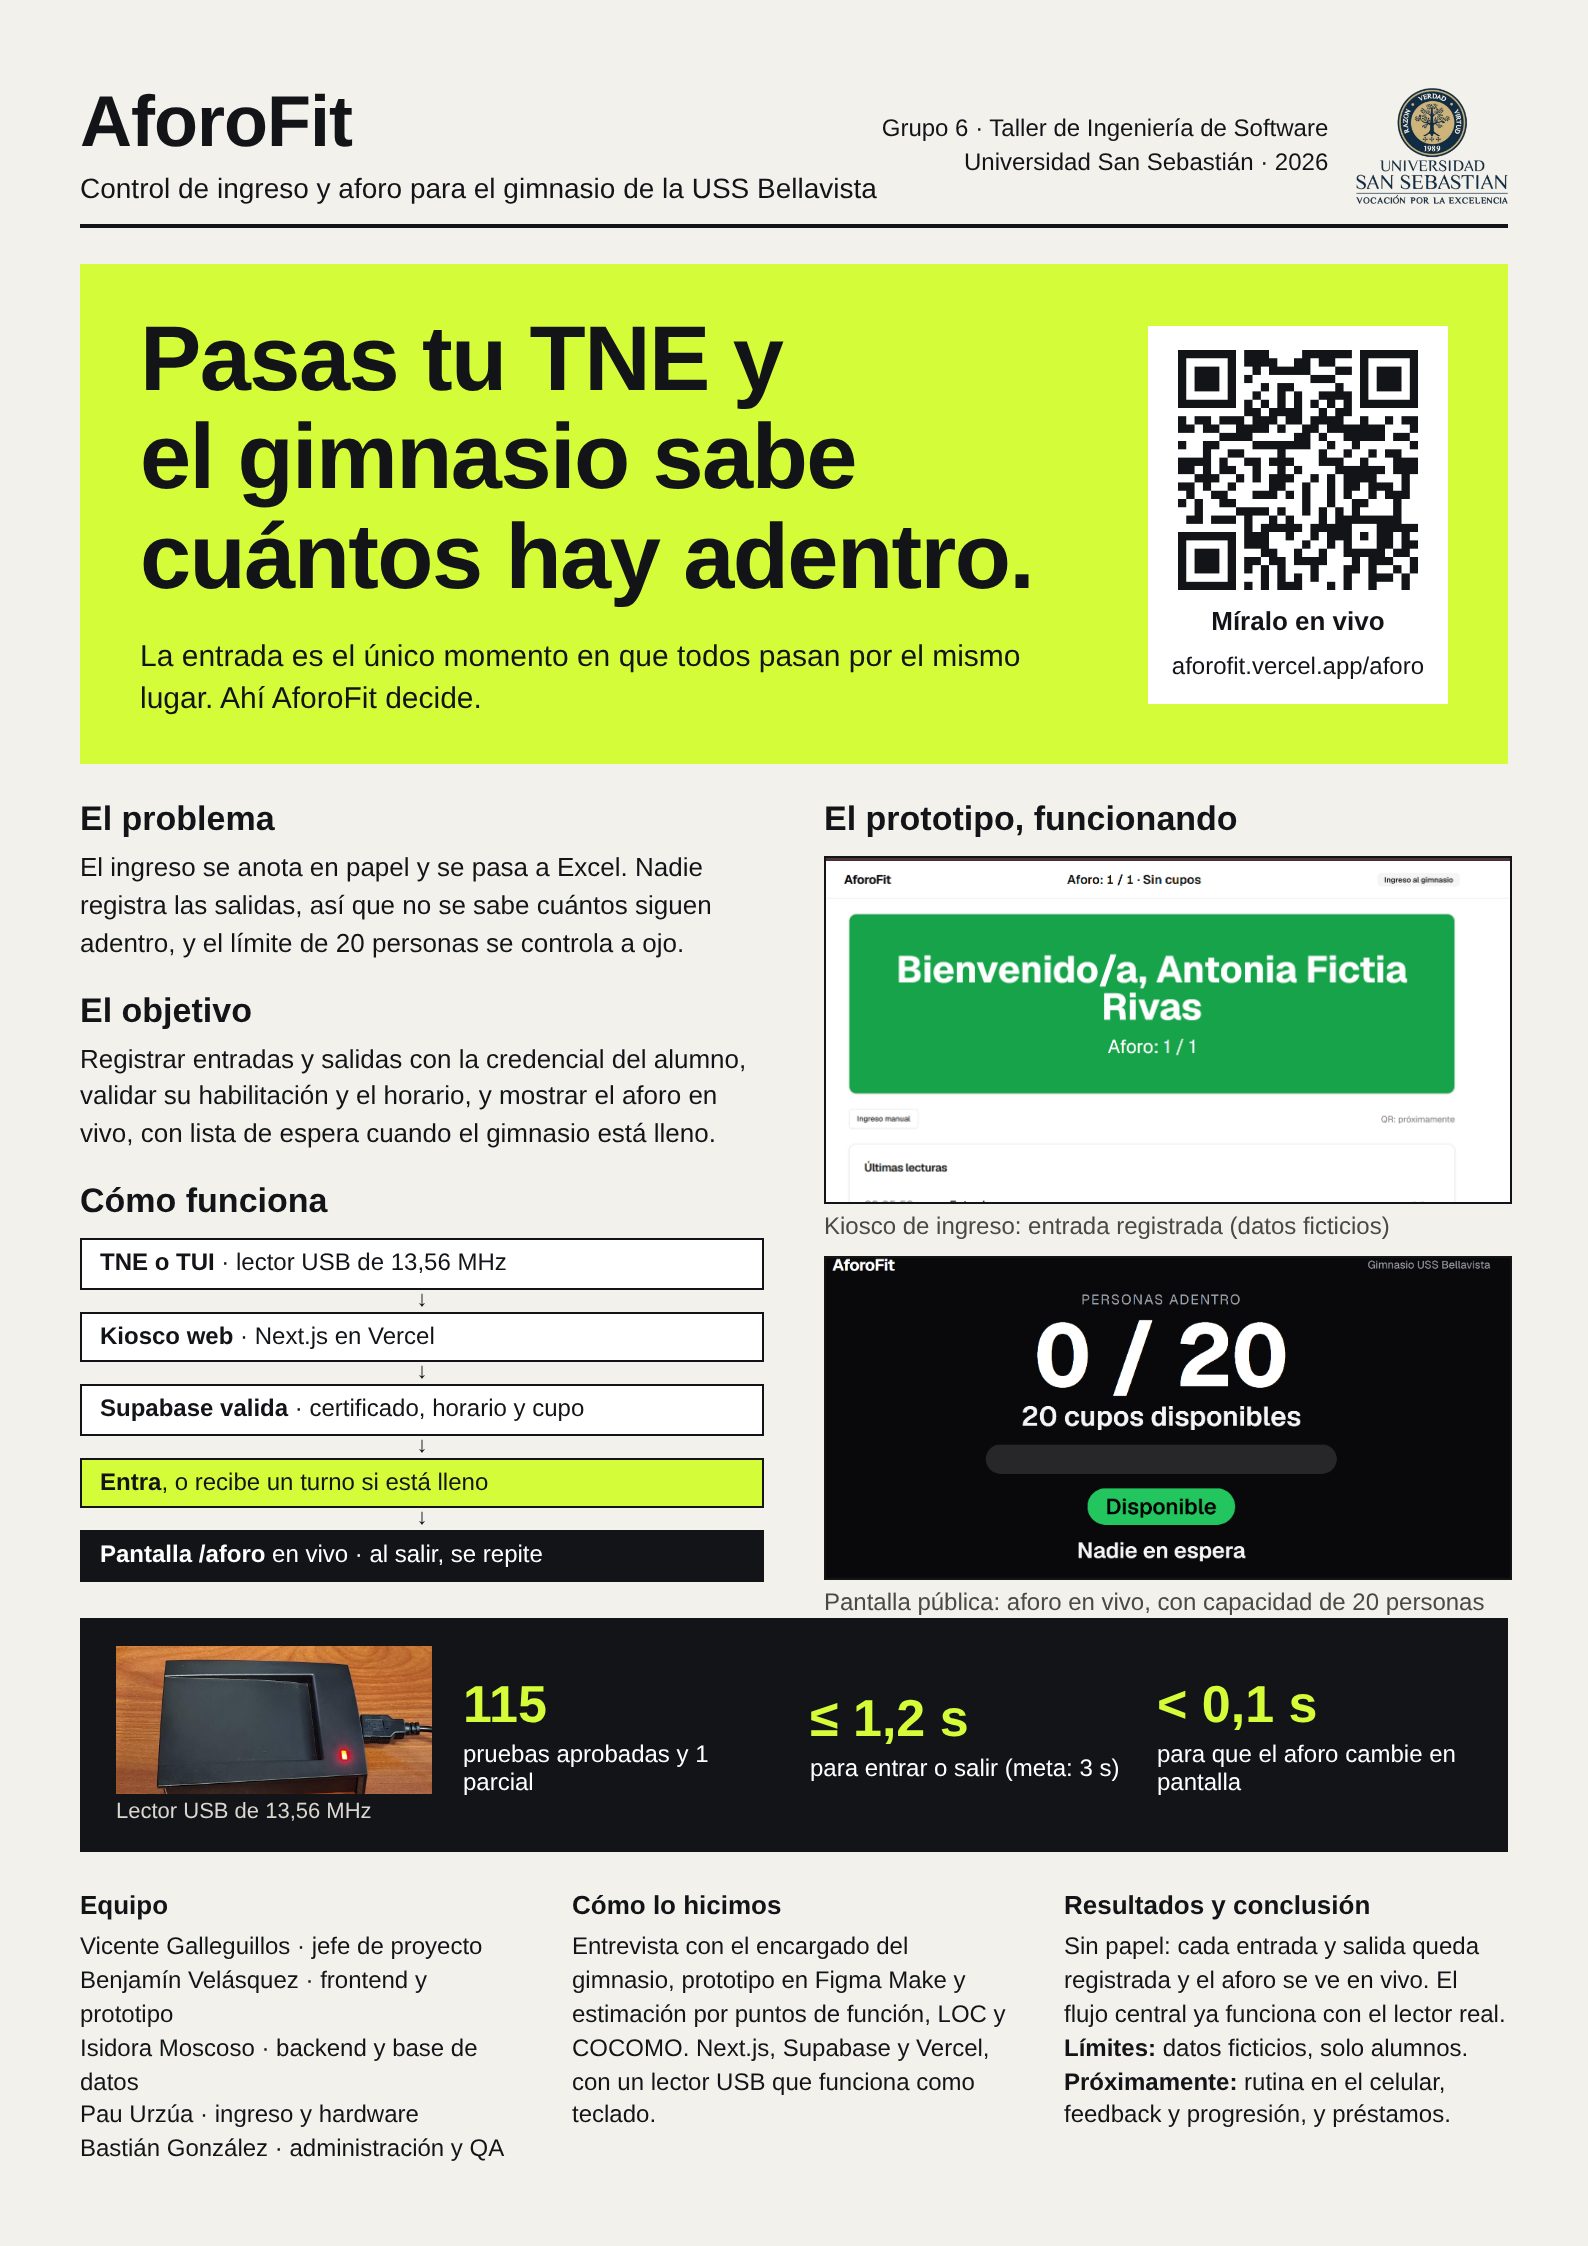 AforoFit
Control de ingreso y aforo para el gimnasio de la USS Bellavista
Grupo 6 · Taller de Ingeniería de Software
Universidad San Sebastián · 2026
RAZÓN · VERDAD · VIRTUD
1989
UNIVERSIDAD
SAN SEBASTIAN
VOCACIÓN POR LA EXCELENCIA
Pasas tu TNE y
el gimnasio sabe
cuántos hay adentro.
La entrada es el único momento en que todos pasan por el mismo
lugar. Ahí AforoFit decide.
Míralo en vivo
aforofit.vercel.app/aforo
El problema
El ingreso se anota en papel y se pasa a Excel. Nadie
registra las salidas, así que no se sabe cuántos siguen
adentro, y el límite de 20 personas se controla a ojo.
El objetivo
Registrar entradas y salidas con la credencial del alumno,
validar su habilitación y el horario, y mostrar el aforo en
vivo, con lista de espera cuando el gimnasio está lleno.
Cómo funciona
TNE o TUI · lector USB de 13,56 MHz
↓
Kiosco web · Next.js en Vercel
↓
Supabase valida · certificado, horario y cupo
↓
Entra, o recibe un turno si está lleno
↓
Pantalla /aforo en vivo · al salir, se repite
El prototipo, funcionando
AforoFit
Aforo: 1 / 1 · Sin cupos
Ingreso al gimnasio
Bienvenido/a, Antonia Fictia
Rivas
Aforo: 1 / 1
Ingreso manual
QR: próximamente
Últimas lecturas
Kiosco de ingreso: entrada registrada (datos ficticios)
AforoFit
Gimnasio USS Bellavista
PERSONAS ADENTRO
0 / 20
20 cupos disponibles
Disponible
Nadie en espera
Pantalla pública: aforo en vivo, con capacidad de 20 personas
Lector USB de 13,56 MHz
115
pruebas aprobadas y 1
parcial
≤ 1,2 s
para entrar o salir (meta: 3 s)
< 0,1 s
para que el aforo cambie en
pantalla
Equipo
Vicente Galleguillos · jefe de proyecto
Benjamín Velásquez · frontend y
prototipo
Isidora Moscoso · backend y base de
datos
Pau Urzúa · ingreso y hardware
Bastián González · administración y QA
Cómo lo hicimos
Entrevista con el encargado del
gimnasio, prototipo en Figma Make y
estimación por puntos de función, LOC y
COCOMO. Next.js, Supabase y Vercel,
con un lector USB que funciona como
teclado.
Resultados y conclusión
Sin papel: cada entrada y salida queda
registrada y el aforo se ve en vivo. El
flujo central ya funciona con el lector real.
Límites: datos ficticios, solo alumnos.
Próximamente: rutina en el celular,
feedback y progresión, y préstamos.